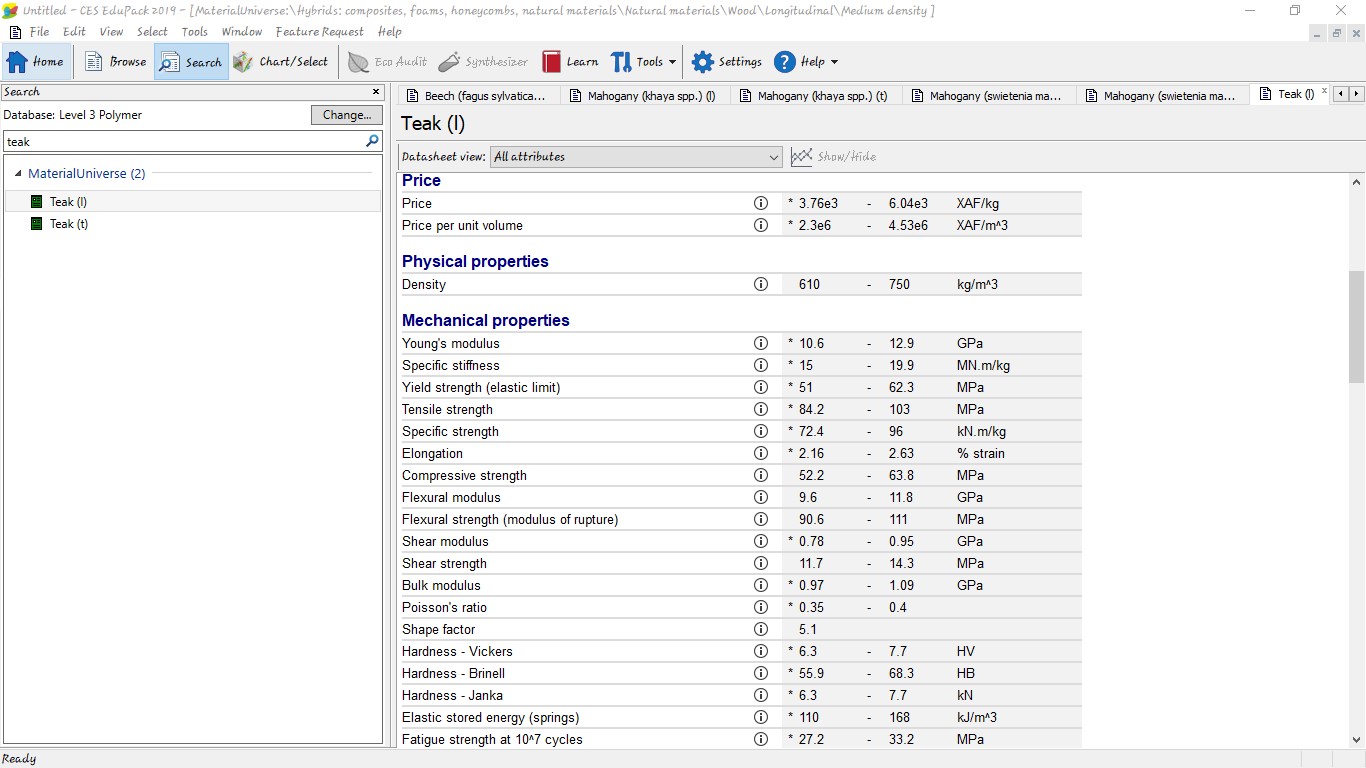 Untitled - CES EduPack 2019 - [MaterialUniverse:\Hybrids: composites, foams, honeycombs, natural materials\Natural materials\Wood\Longitudinal\Medium density ]
File Edit View Select Tools Window Feature Request Help
Home Browse Search Chart/Select Eco Audit Synthesizer Learn Tools Settings Help
Search
Database: Level 3 Polymer Change...
teak
MaterialUniverse (2)
Teak (l)
Teak (t)
Beech (fagus sylvatica... Mahogany (khaya spp.) (l) Mahogany (khaya spp.) (t) Mahogany (swietenia ma... Mahogany (swietenia ma... Teak (l)
Teak (l)
Datasheet view: All attributes Show/Hide
Price
Price * 3.76e3 - 6.04e3 XAF/kg
Price per unit volume * 2.3e6 - 4.53e6 XAF/m^3
Physical properties
Density 610 - 750 kg/m^3
Mechanical properties
Young's modulus * 10.6 - 12.9 GPa
Specific stiffness * 15 - 19.9 MN.m/kg
Yield strength (elastic limit) * 51 - 62.3 MPa
Tensile strength * 84.2 - 103 MPa
Specific strength * 72.4 - 96 kN.m/kg
Elongation * 2.16 - 2.63 % strain
Compressive strength 52.2 - 63.8 MPa
Flexural modulus 9.6 - 11.8 GPa
Flexural strength (modulus of rupture) 90.6 - 111 MPa
Shear modulus * 0.78 - 0.95 GPa
Shear strength 11.7 - 14.3 MPa
Bulk modulus * 0.97 - 1.09 GPa
Poisson's ratio * 0.35 - 0.4
Shape factor 5.1
Hardness - Vickers * 6.3 - 7.7 HV
Hardness - Brinell * 55.9 - 68.3 HB
Hardness - Janka * 6.3 - 7.7 kN
Elastic stored energy (springs) * 110 - 168 kJ/m^3
Fatigue strength at 10^7 cycles * 27.2 - 33.2 MPa
Ready